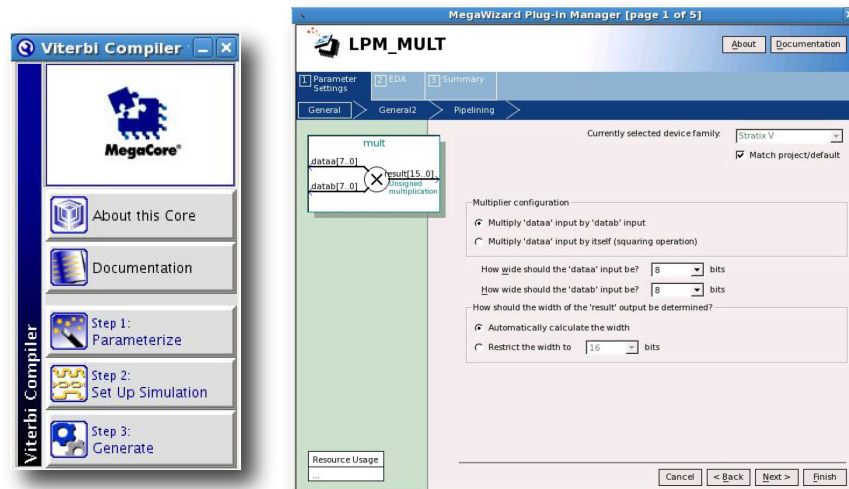 Viterbi Compiler
MegaCore®
About this Core
Documentation
Step 1:
Parameterize
Step 2:
Set Up Simulation
Step 3:
Generate
Viterbi Compiler
MegaWizard Plug-In Manager [page 1 of 5]
LPM_MULT
About
Documentation
1 Parameter
Settings
2 EDA
3 Summary
General
General2
Pipelining
mult
dataa[7..0]
datab[7..0]
result[15..0]
Unsigned
multiplication
Currently selected device family:
Stratix V
Match project/default
Multiplier configuration
Multiply 'dataa' input by 'datab' input
Multiply 'dataa' input by itself (squaring operation)
How wide should the 'dataa' input be? 8 bits
How wide should the 'datab' input be? 8 bits
How should the width of the 'result' output be determined?
Automatically calculate the width
Restrict the width to 16 bits
Resource Usage
...
Cancel
< Back
Next >
Finish